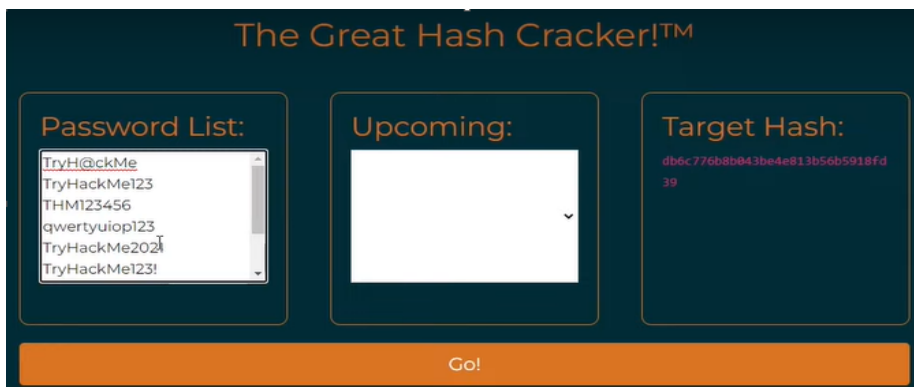 The Great Hash Cracker!™
Password List:
TryH@ckMe
TryHackMe123
THM123456
qwertyuiop123
TryHackMe123!
Upcoming:
Target Hash:
db6c776b8b043be4e813b56b5918fd
39
Go!